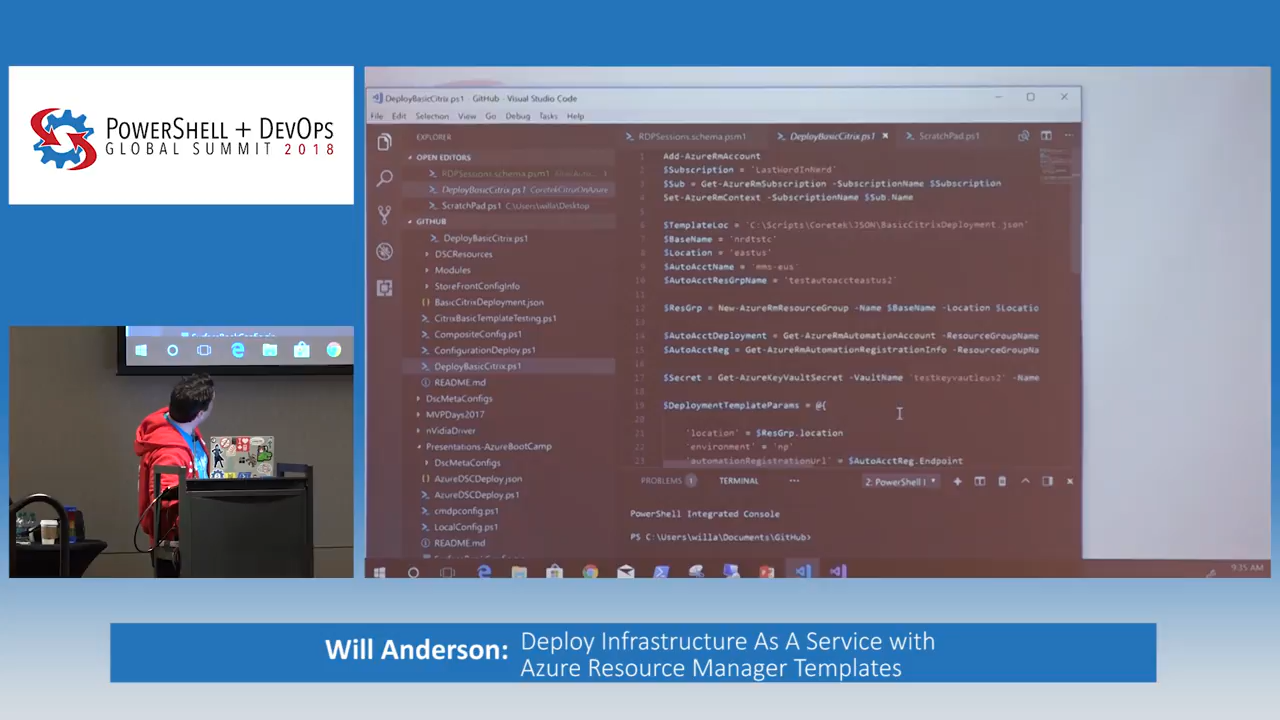 POWERSHELL + DEVOPS
GLOBAL SUMMIT 2018
DeployBasicCitrix.ps1 - GitHub - Visual Studio Code
File Edit Selection View Go Debug Tasks Help
EXPLORER
OPEN EDITORS
RDPSessions.schema.psm1
DeployBasicCitrix.ps1 CoretekCitrixOnAzure
ScratchPad.ps1 C:\Users\willa\Desktop
GITHUB
DeployBasicCitrix.ps1
DSCResources
Modules
StoreFrontConfigInfo
BasicCitrixDeployment.json
CitrixBasicTemplateTesting.ps1
CompositeConfig.ps1
ConfigurationDeploy.ps1
DeployBasicCitrix.ps1
README.md
DscMetaConfigs
MVPDays2017
nVidiaDriver
Presentations-AzureBootCamp
DscMetaConfigs
AzureDSCDeploy.json
AzureDSCDeploy.ps1
cmdpconfig.ps1
LocalConfig.ps1
README.md
RDPSessions.schema.psm1 DeployBasicCitrix.ps1 ScratchPad.ps1
1 Add-AzureRmAccount
2 $Subscription = 'LastWordInNerd'
3 $Sub = Get-AzureRmSubscription -SubscriptionName $Subscription
4 Set-AzureRmContext -SubscriptionName $Sub.Name
5
6 $TemplateLoc = 'C:\Scripts\Coretek\JSON\BasicCitrixDeployment.json'
7 $BaseName = 'nrdtstc'
8 $Location = 'eastus'
9 $AutoAcctName = 'mms-eus'
10 $AutoAcctResGrpName = 'testautoaccteastus2'
11
12 $ResGrp = New-AzureRmResourceGroup -Name $BaseName -Location $Locatio
13
14 $AutoAcctDeployment = Get-AzureRmAutomationAccount -ResourceGroupName
15 $AutoAcctReg = Get-AzureRmAutomationRegistrationInfo -ResourceGroupNa
16
17 $Secret = Get-AzureKeyVaultSecret -VaultName 'testkeyvautleus2' -Name
18
19 $DeploymentTemplateParams = @{
20
21 'location' = $ResGrp.location
22 'environment' = 'np'
23 'automationRegistrationUrl' = $AutoAcctReg.Endpoint
PROBLEMS 1 TERMINAL ··· 2: PowerShell I
PowerShell Integrated Console
PS C:\Users\willa\Documents\GitHub>
9:35 AM
Will Anderson: Deploy Infrastructure As A Service with
Azure Resource Manager Templates